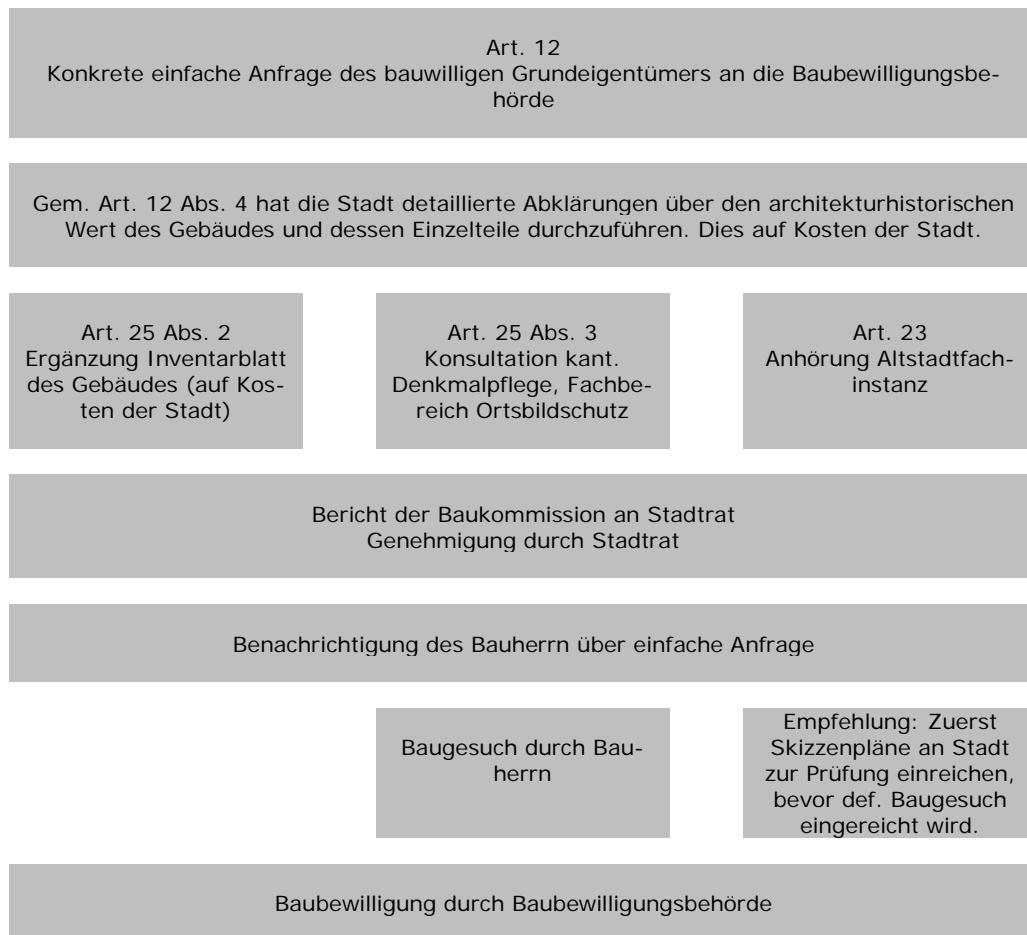 Art. 12
Konkrete einfache Anfrage des bauwilligen Grundeigentümers an die Baubewilligungsbe-
hörde
Gem. Art. 12 Abs. 4 hat die Stadt detaillierte Abklärungen über den architekturhistorischen
Wert des Gebäudes und dessen Einzelteile durchzuführen. Dies auf Kosten der Stadt.
Art. 25 Abs. 2
Ergänzung Inventarblatt
des Gebäudes (auf Kos-
ten der Stadt)
Art. 25 Abs. 3
Konsultation kant.
Denkmalpflege, Fachbe-
reich Ortsbildschutz
Art. 23
Anhörung Altstadtfach-
instanz
Bericht der Baukommission an Stadtrat
Genehmigung durch Stadtrat
Benachrichtigung des Bauherrn über einfache Anfrage
Baugesuch durch Bau-
herrn
Empfehlung: Zuerst
Skizzenpläne an Stadt
zur Prüfung einreichen,
bevor def. Baugesuch
eingereicht wird.
Baubewilligung durch Baubewilligungsbehörde